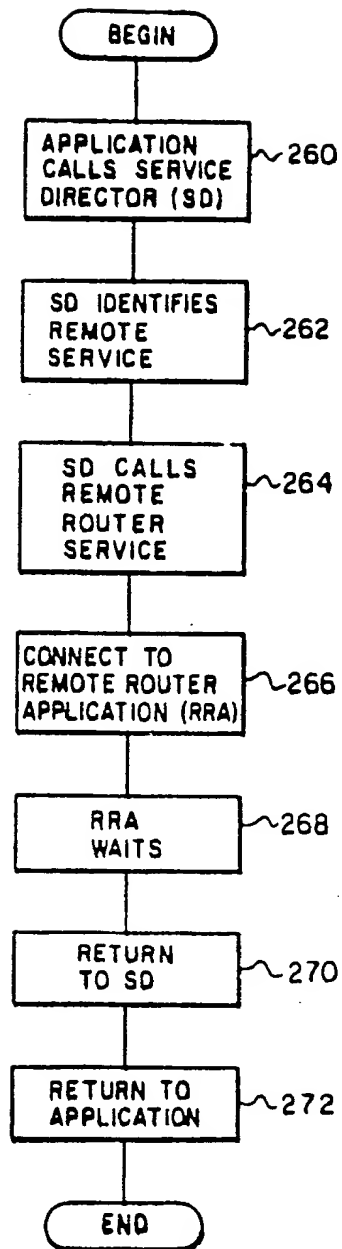 BEGIN
APPLICATION
CALLS SERVICE
DIRECTOR (SD)
260
SD IDENTIFIES
REMOTE
SERVICE
262
SD CALLS
REMOTE
ROUTER
SERVICE
264
CONNECT TO
REMOTE ROUTER
APPLICATION (RRA)
266
RRA
WAITS
268
RETURN
TO SD
270
RETURN TO
APPLICATION
272
END